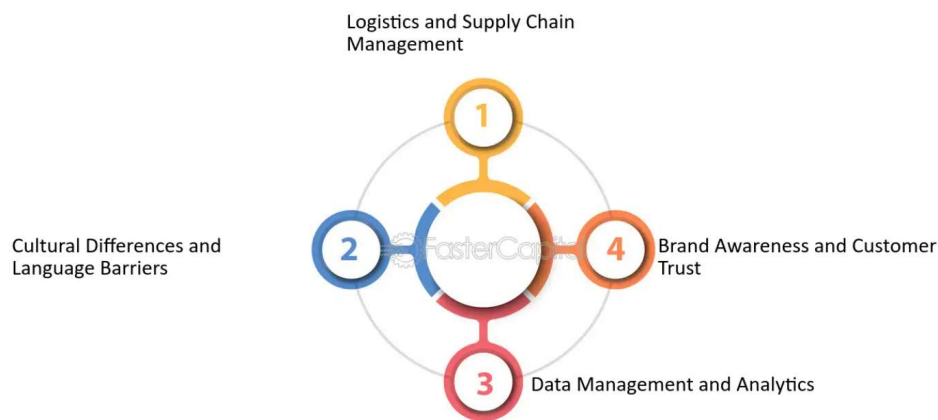 Logistics and Supply Chain
Management
1
Cultural Differences and
Language Barriers
2
FasterCapital
4
Brand Awareness and Customer
Trust
3
Data Management and Analytics